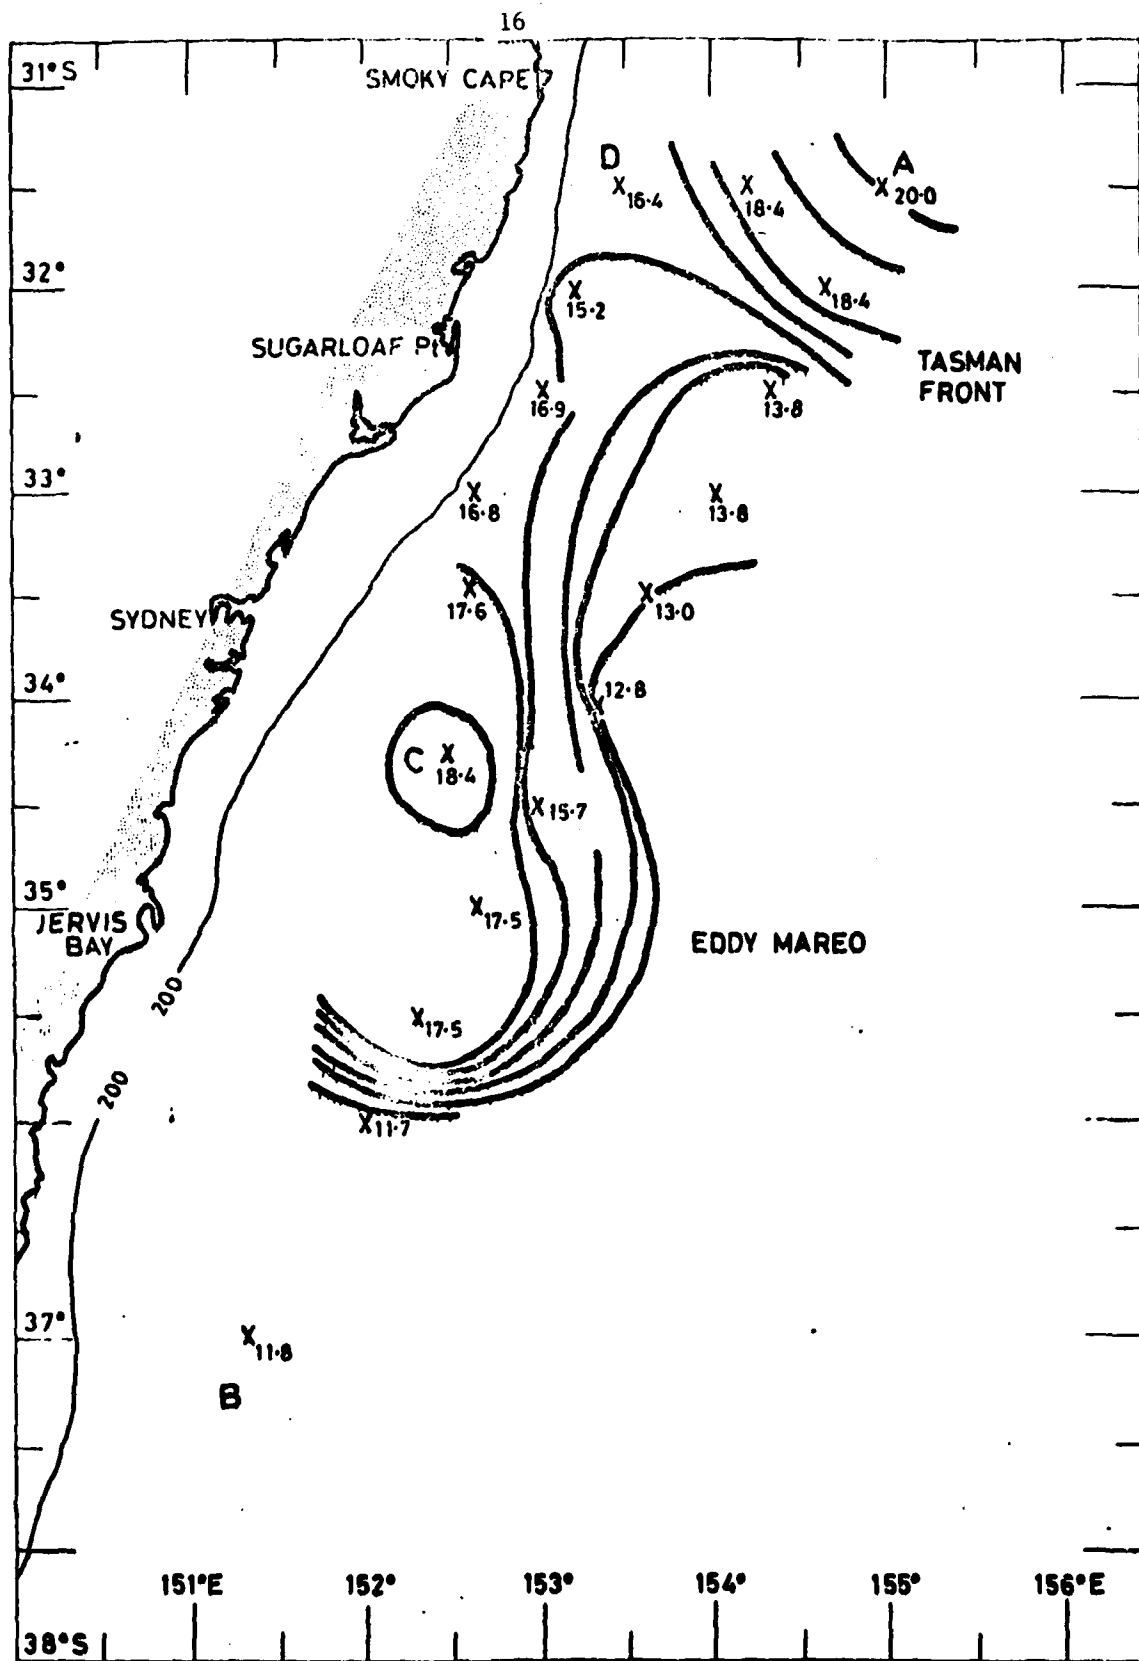 16
31°S
SMOKY CAPE
D
A
X 16.4
X 18.4
X 20.0
32°
X 15.2
X 18.4
SUGARLOAF Pt
TASMAN
FRONT
X 16.9
X 13.8
33°
X 16.8
X 13.8
X 17.6
X 13.0
SYDNEY
34°
X 12.8
C X 18.4
X 15.7
35°
X 17.5
JERVIS
BAY
EDDY MAREO
200
X 17.5
200
X 11.7
37°
X 11.8
B
151°E 152° 153° 154° 155° 156°E
38°S